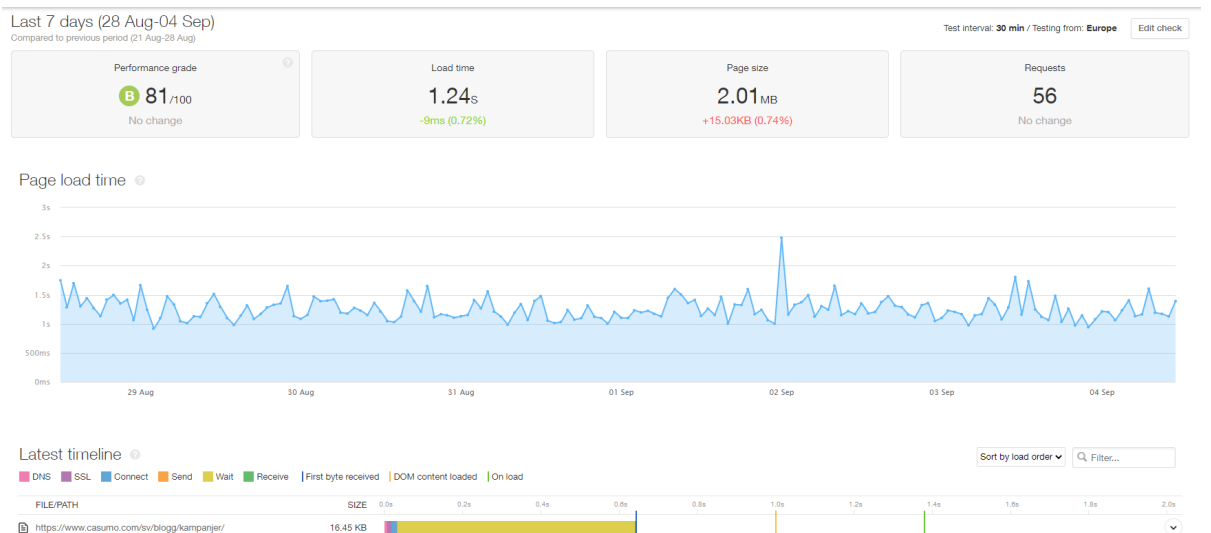 Last 7 days (28 Aug-04 Sep)
Compared to previous period (21 Aug-28 Aug)
Test interval: 30 min / Testing from: Europe
Edit check
Performance grade ?
B 81/100
No change
Load time
1.24s
-9ms (0.72%)
Page size
2.01MB
+15.03KB (0.74%)
Requests
56
No change
Page load time ?
3s
2.5s
2s
1.5s
1s
500ms
0ms
29 Aug 30 Aug 31 Aug 01 Sep 02 Sep 03 Sep 04 Sep
Latest timeline ?
Sort by load order
Filter...
DNS SSL Connect Send Wait Receive First byte received DOM content loaded On load
FILE/PATH SIZE 0.0s 0.2s 0.4s 0.6s 0.8s 1.0s 1.2s 1.4s 1.6s 1.8s 2.0s
https://www.casumo.com/sv/blogg/kampanjer/ 16.45 KB